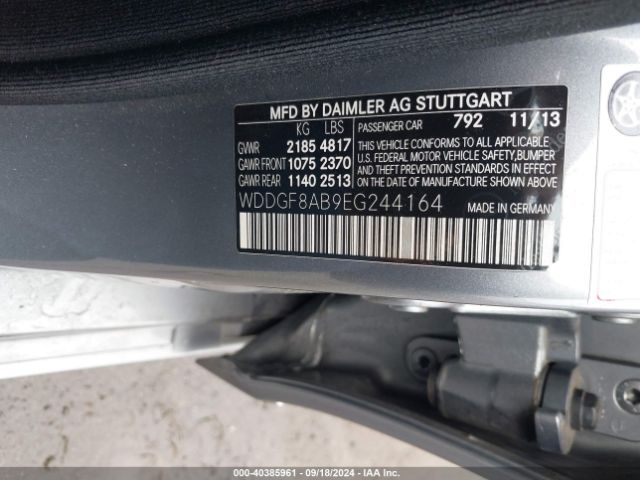 MFD BY DAIMLER AG STUTTGART
KG LBS PASSENGER CAR 792 11/13
GVWR 2185 4817
GAWR FRONT 1075 2370
GAWR REAR 1140 2513
THIS VEHICLE CONFORMS TO ALL APPLICABLE
U.S. FEDERAL MOTOR VEHICLE SAFETY, BUMPER
AND THEFT PREVENTION STANDARDS
IN EFFECT ON THE
DATE OF MANUFACTURE SHOWN ABOVE.
WDDGF8AB9EG244164 MADE IN GERMANY
000-40385961 - 09/18/2024 - IAA Inc.